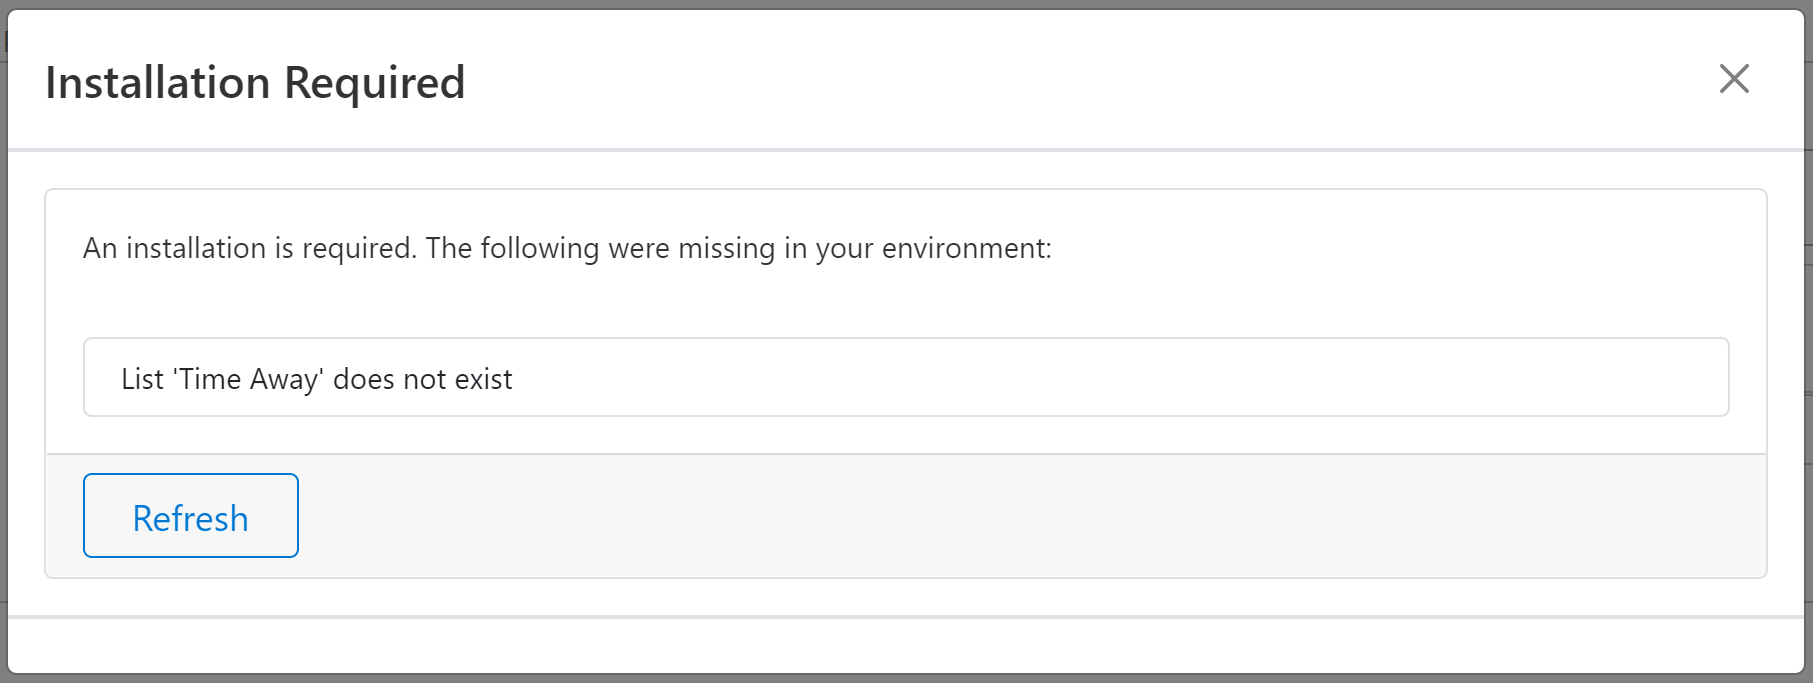 Installation Required
An installation is required. The following were missing in your environment:
List 'Time Away' does not exist
Refresh